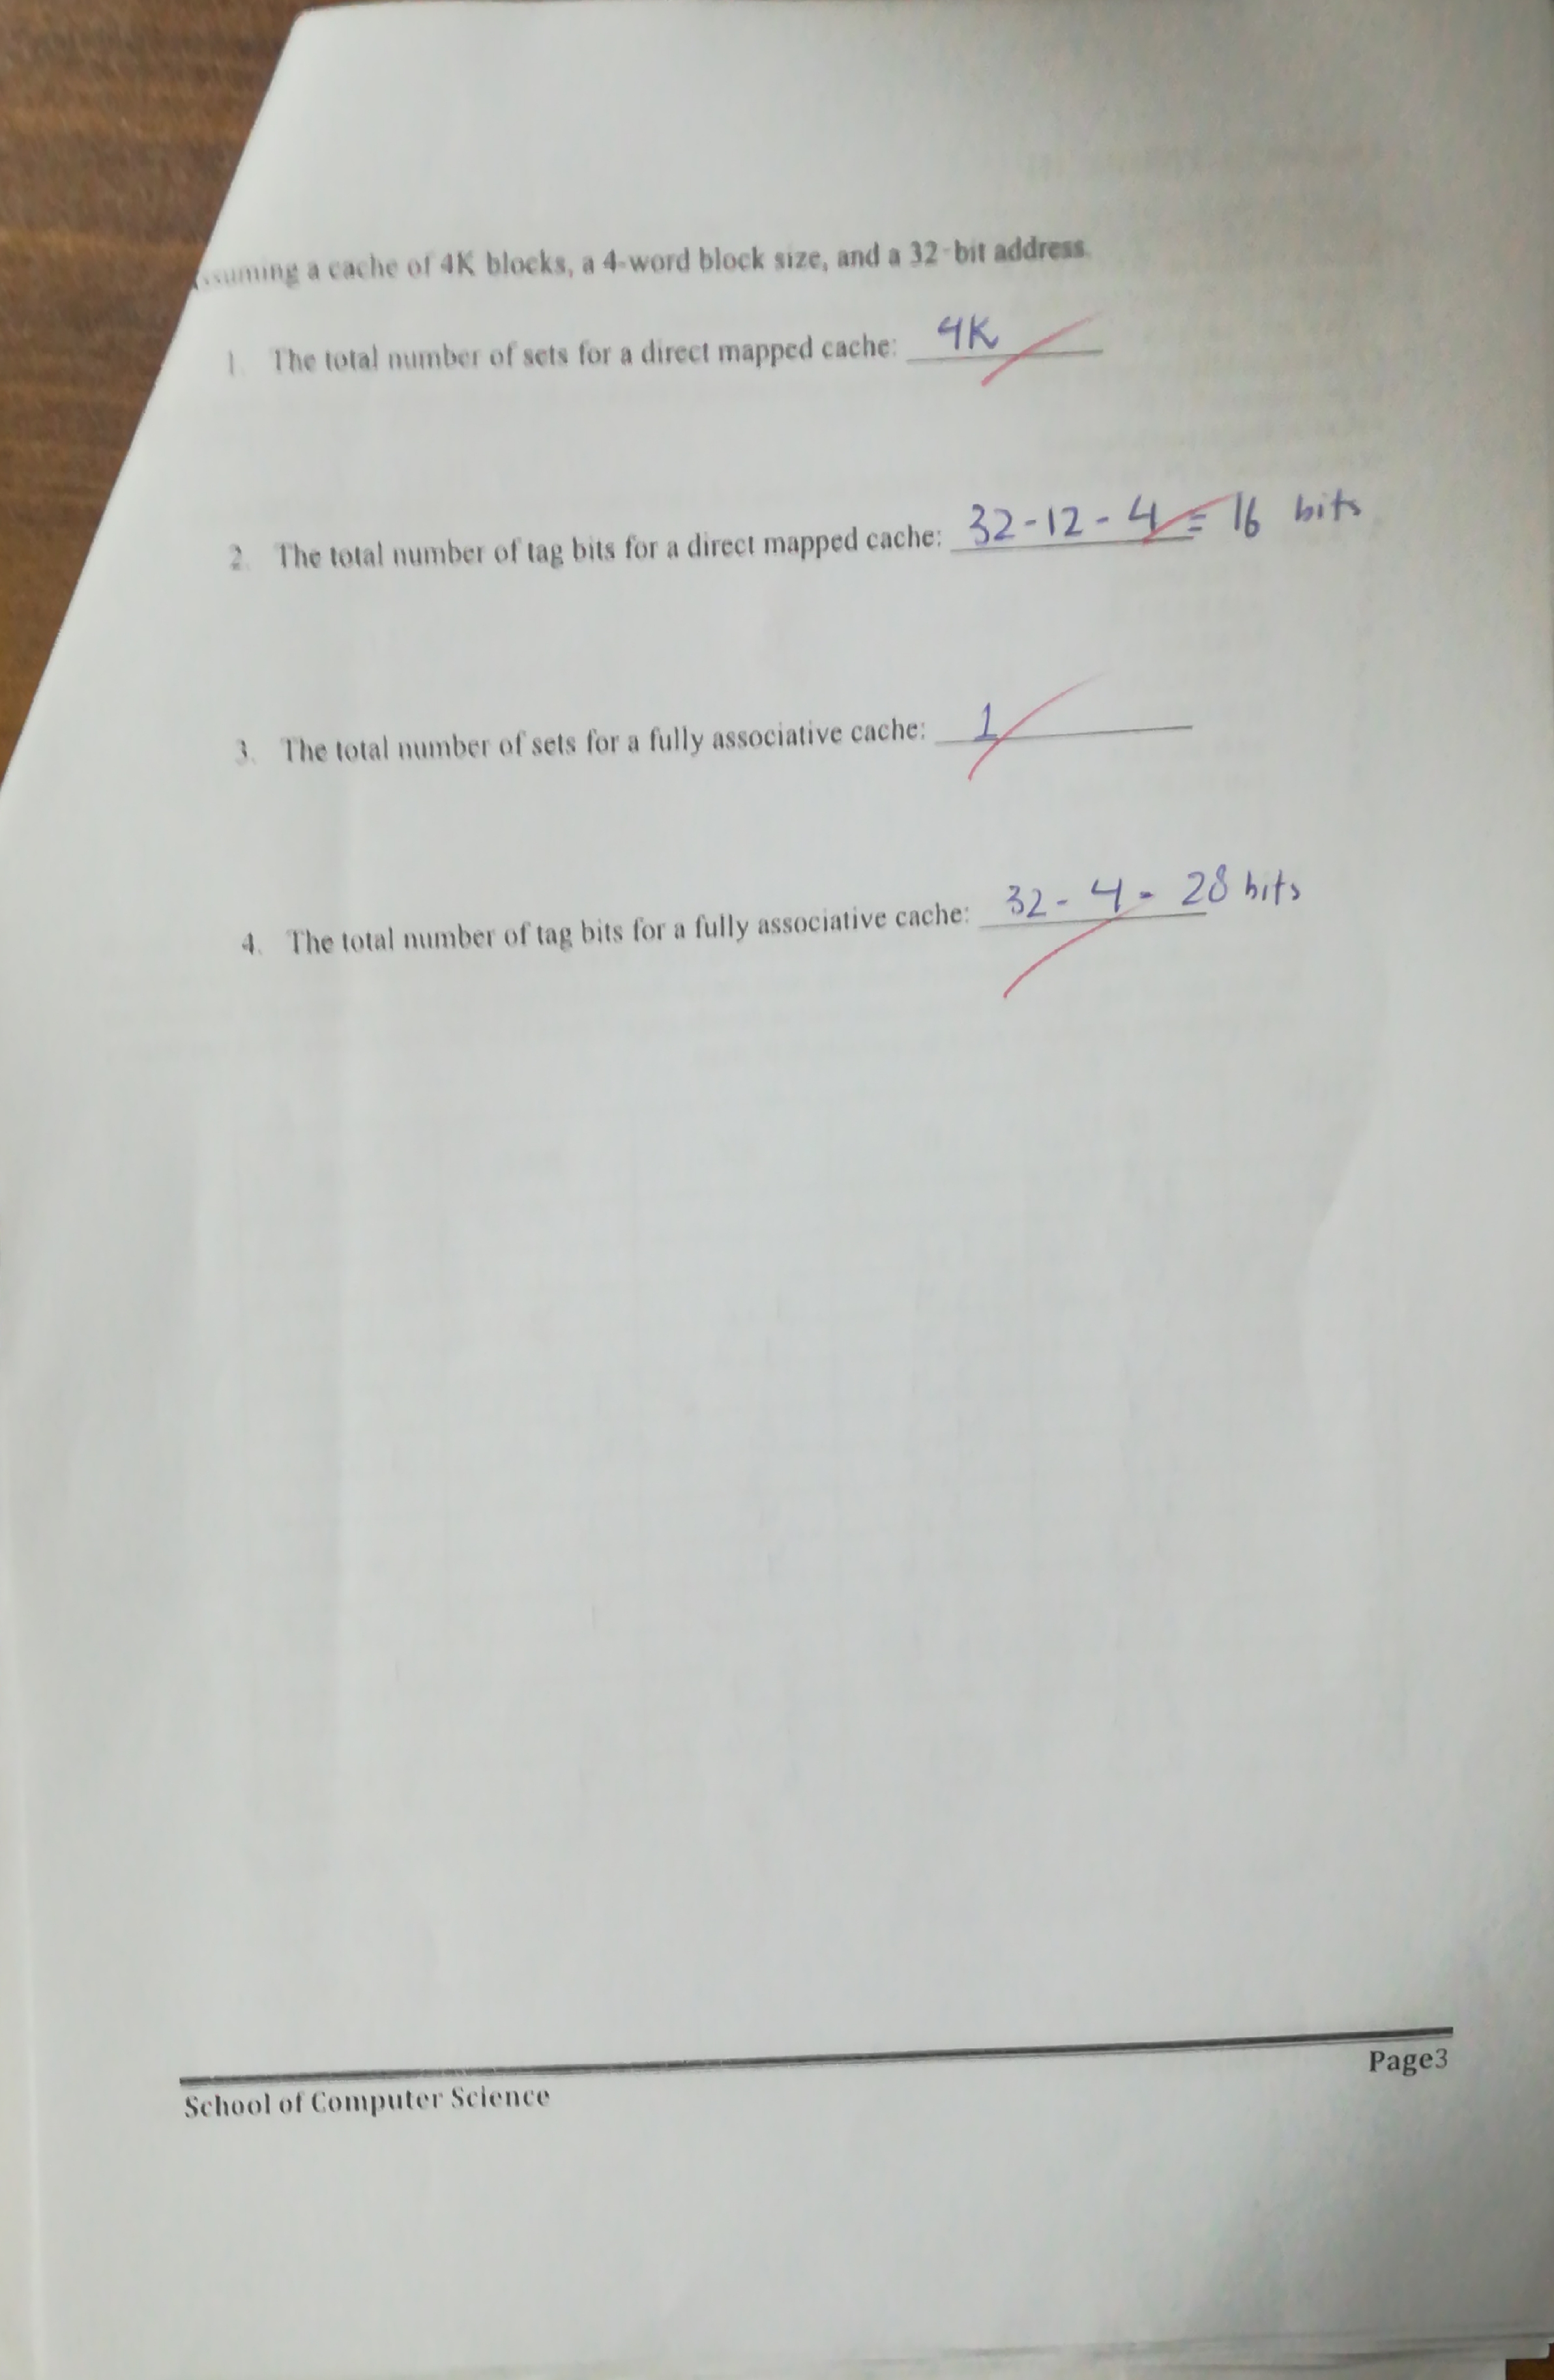 suming a cache of 4K blocks, a 4-word block size, and a 32-bit address.
1. The total number of sets for a direct mapped cache: 4K
2. The total number of tag bits for a direct mapped cache: 32-12-4=16 bits
3. The total number of sets for a fully associative cache: 1
4. The total number of tag bits for a fully associative cache: 32-4-28 bits
Page3
School of Computer Science